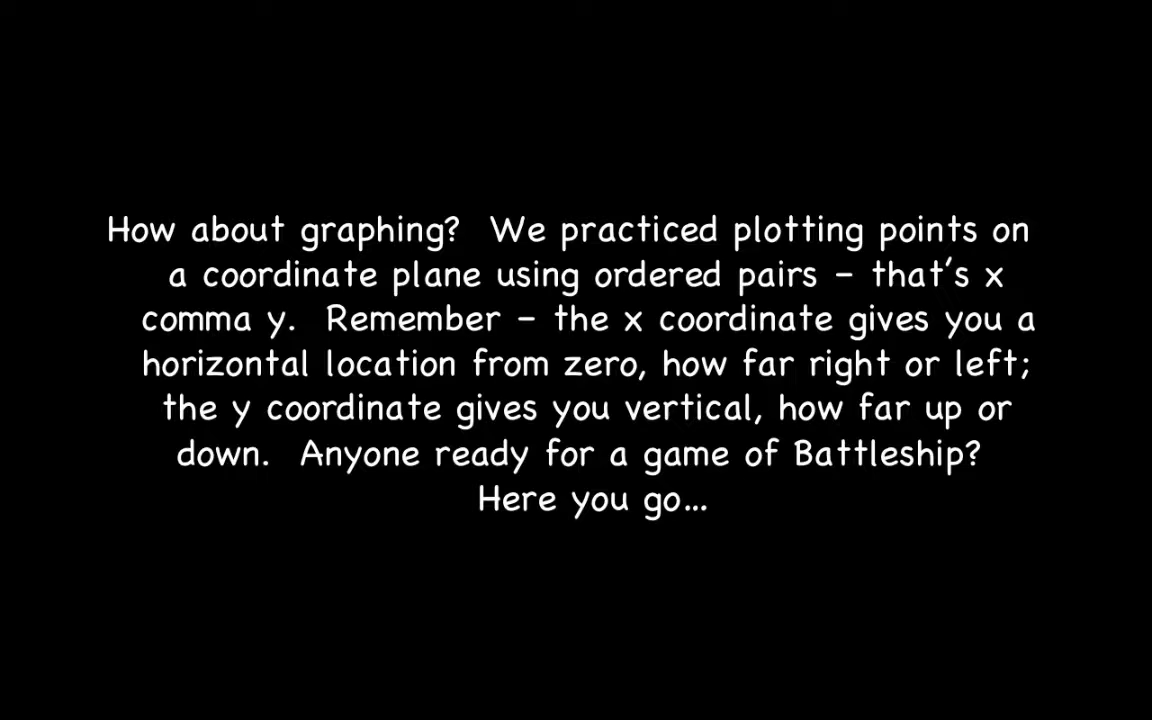 How about graphing?  We practiced plotting points on
a coordinate plane using ordered pairs – that's x
comma y.  Remember – the x coordinate gives you a
horizontal location from zero, how far right or left;
the y coordinate gives you vertical, how far up or
down.  Anyone ready for a game of Battleship?
Here you go...